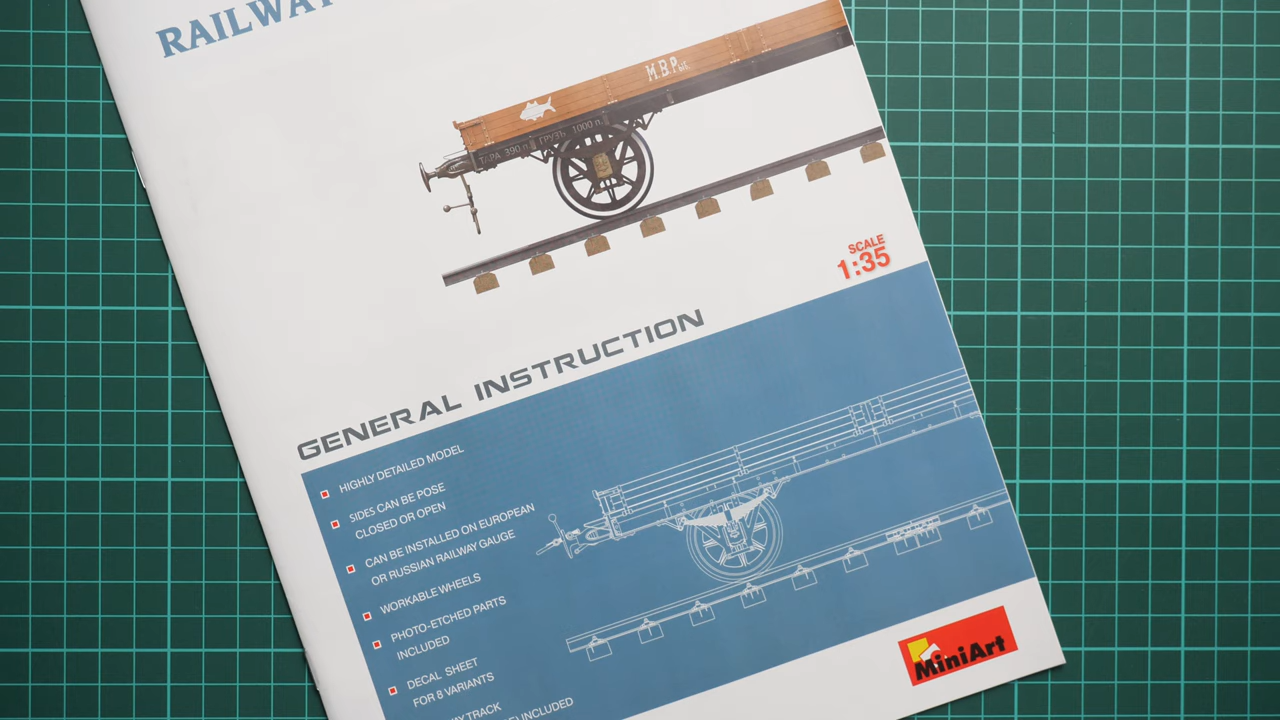 RAILWAY
М.В.Р.
ТАРА 390 п. ГРУЗЪ 1000 п.
SCALE
1:35
GENERAL INSTRUCTION
HIGHLY DETAILED MODEL
SIDES CAN BE POSE
CLOSED OR OPEN
CAN BE INSTALLED ON EUROPEAN
OR RUSSIAN RAILWAY GAUGE
WORKABLE WHEELS
PHOTO-ETCHED PARTS
INCLUDED
DECAL SHEET
FOR 8 VARIANTS
TRACK
INCLUDED
MiniArt